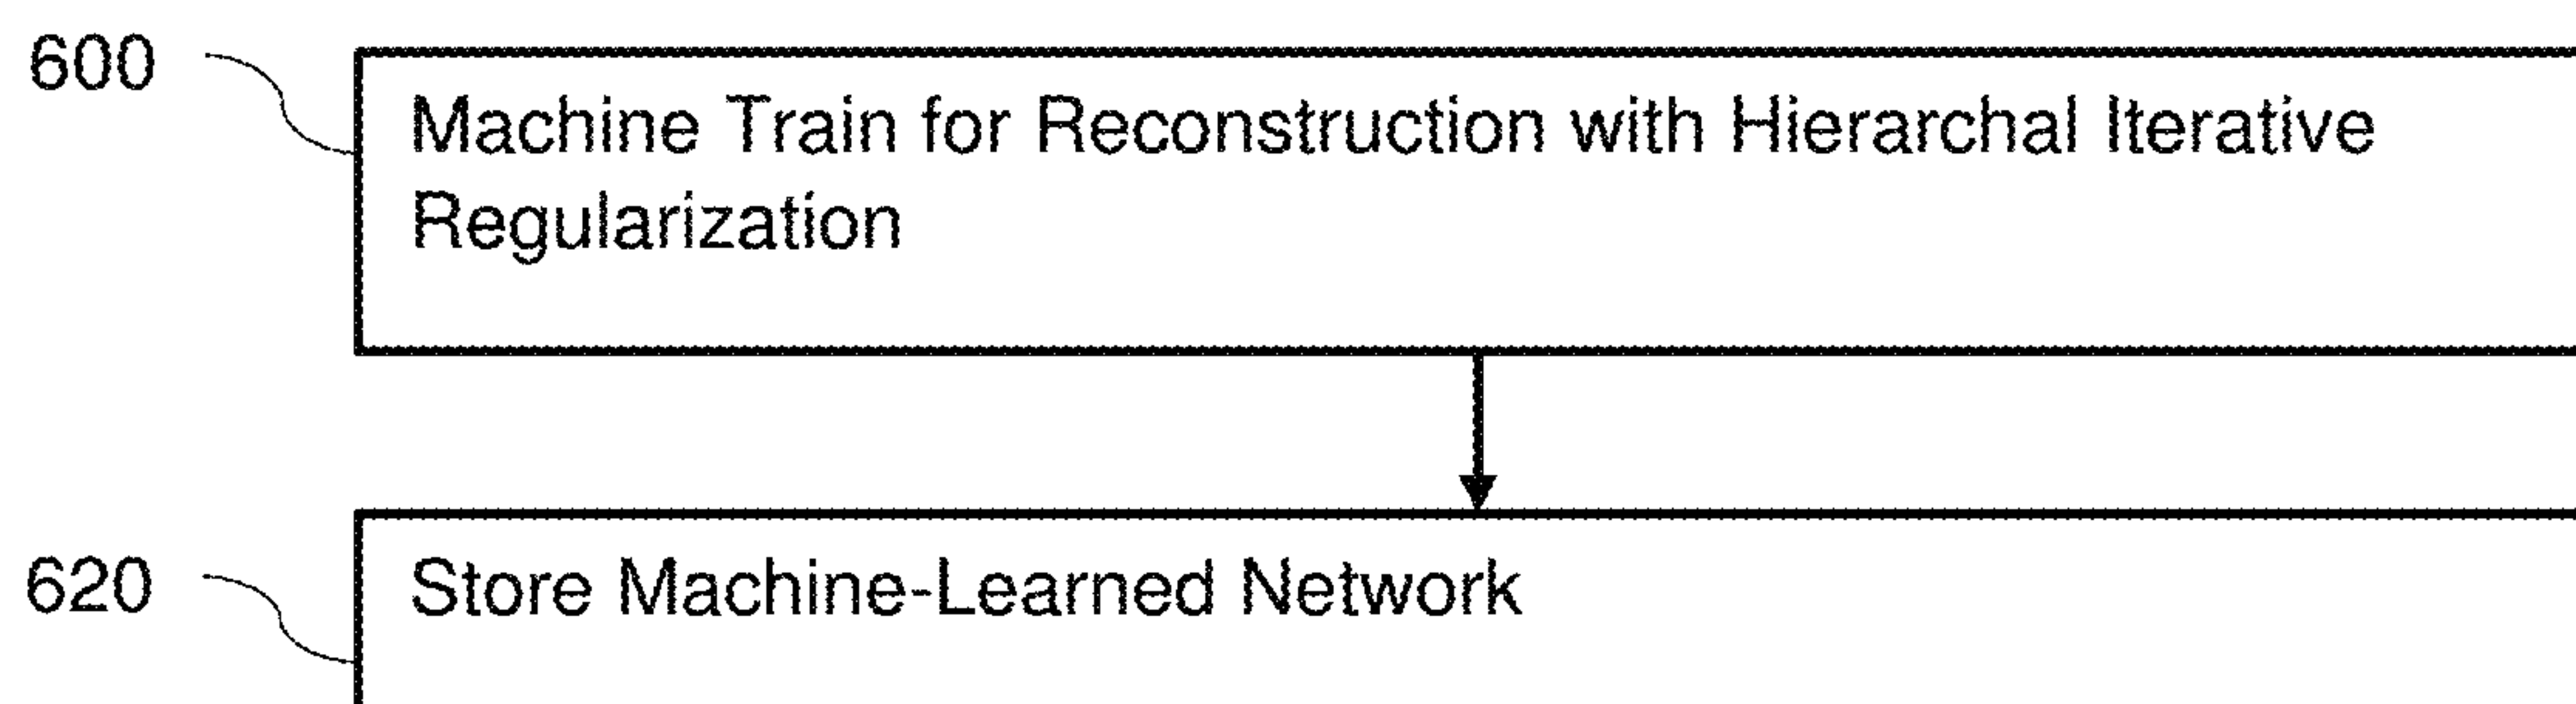 600
Machine Train for Reconstruction with Hierarchal Iterative
Regularization
620
Store Machine-Learned Network